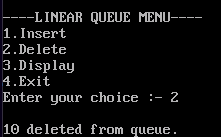 ----LINEAR QUEUE MENU----
1.Insert
2.Delete
3.Display
4.Exit
Enter your choice :- 2
10 deleted from queue.